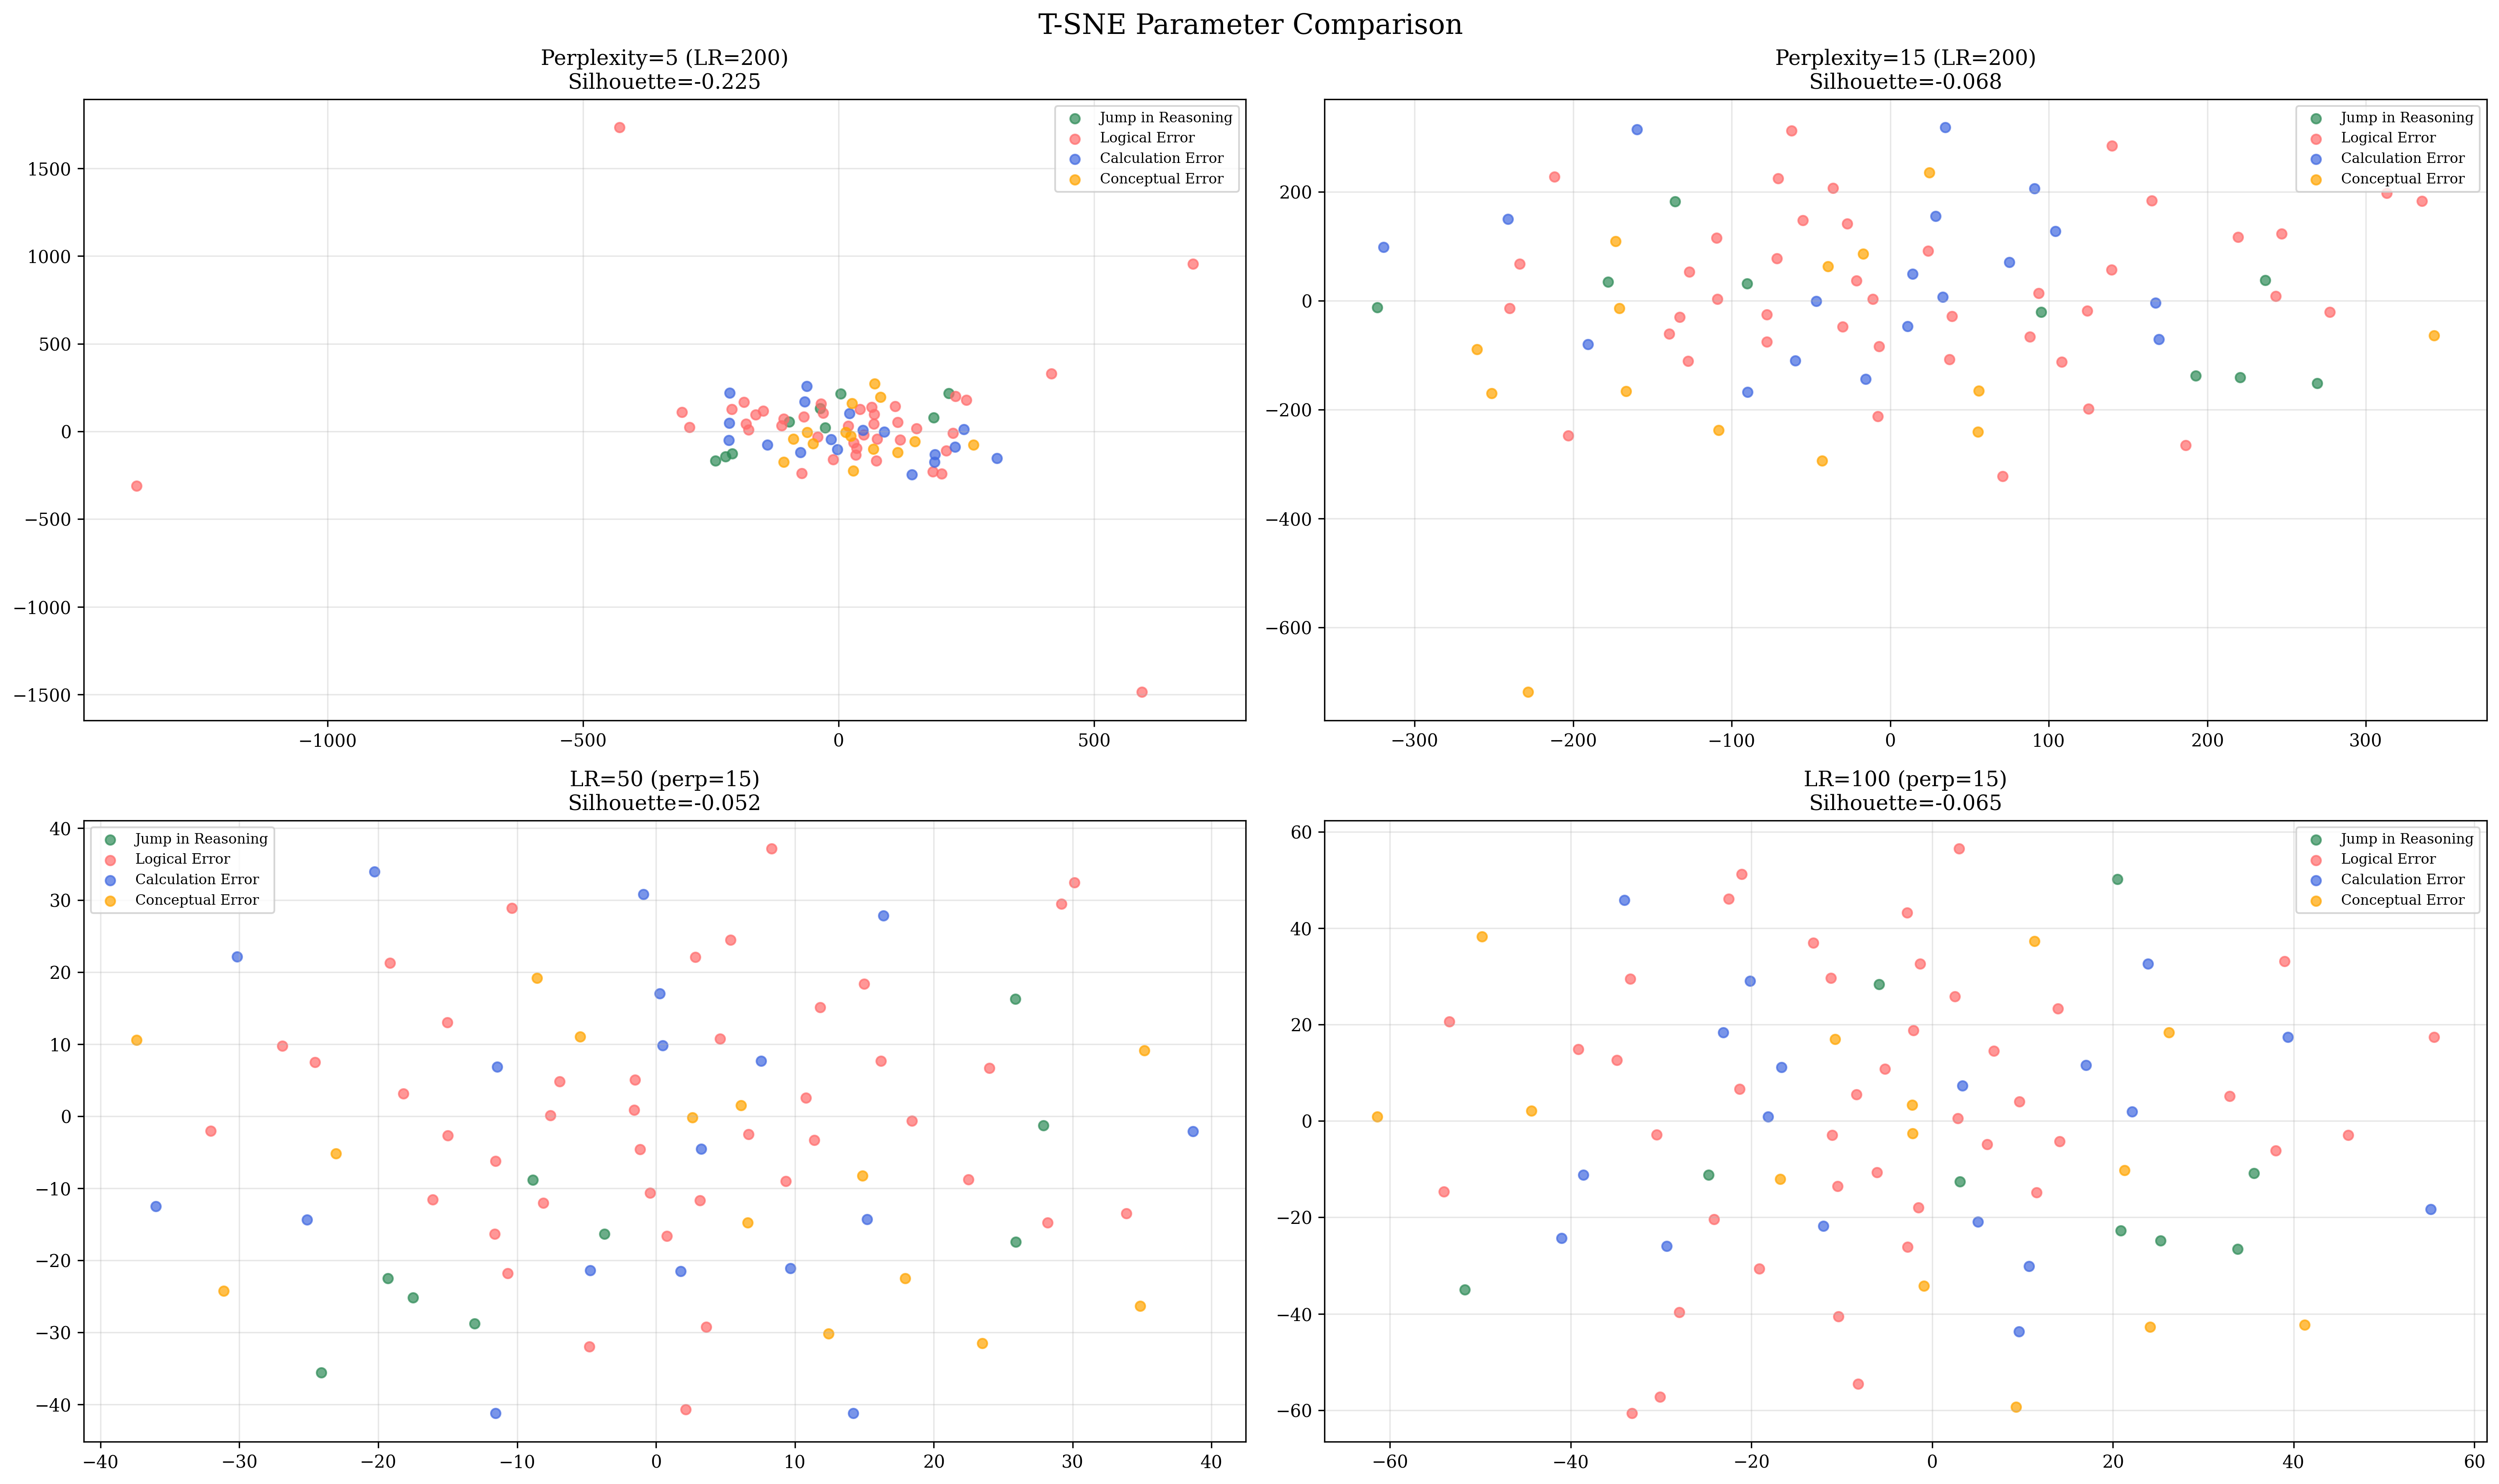 T-SNE Parameter Comparison
Perplexity=5 (LR=200)
Silhouette=-0.225
Jump in Reasoning
Logical Error
Calculation Error
Conceptual Error
1500
1000
500
0
−500
−1000
−1500
−1000
−500
0
500
Perplexity=15 (LR=200)
Silhouette=-0.068
Jump in Reasoning
Logical Error
Calculation Error
Conceptual Error
200
0
−200
−400
−600
−300
−200
−100
0
100
200
300
LR=50 (perp=15)
Silhouette=-0.052
Jump in Reasoning
Logical Error
Calculation Error
Conceptual Error
40
30
20
10
0
−10
−20
−30
−40
−40
−30
−20
−10
0
10
20
30
40
LR=100 (perp=15)
Silhouette=-0.065
Jump in Reasoning
Logical Error
Calculation Error
Conceptual Error
60
40
20
0
−20
−40
−60
−60
−40
−20
0
20
40
60